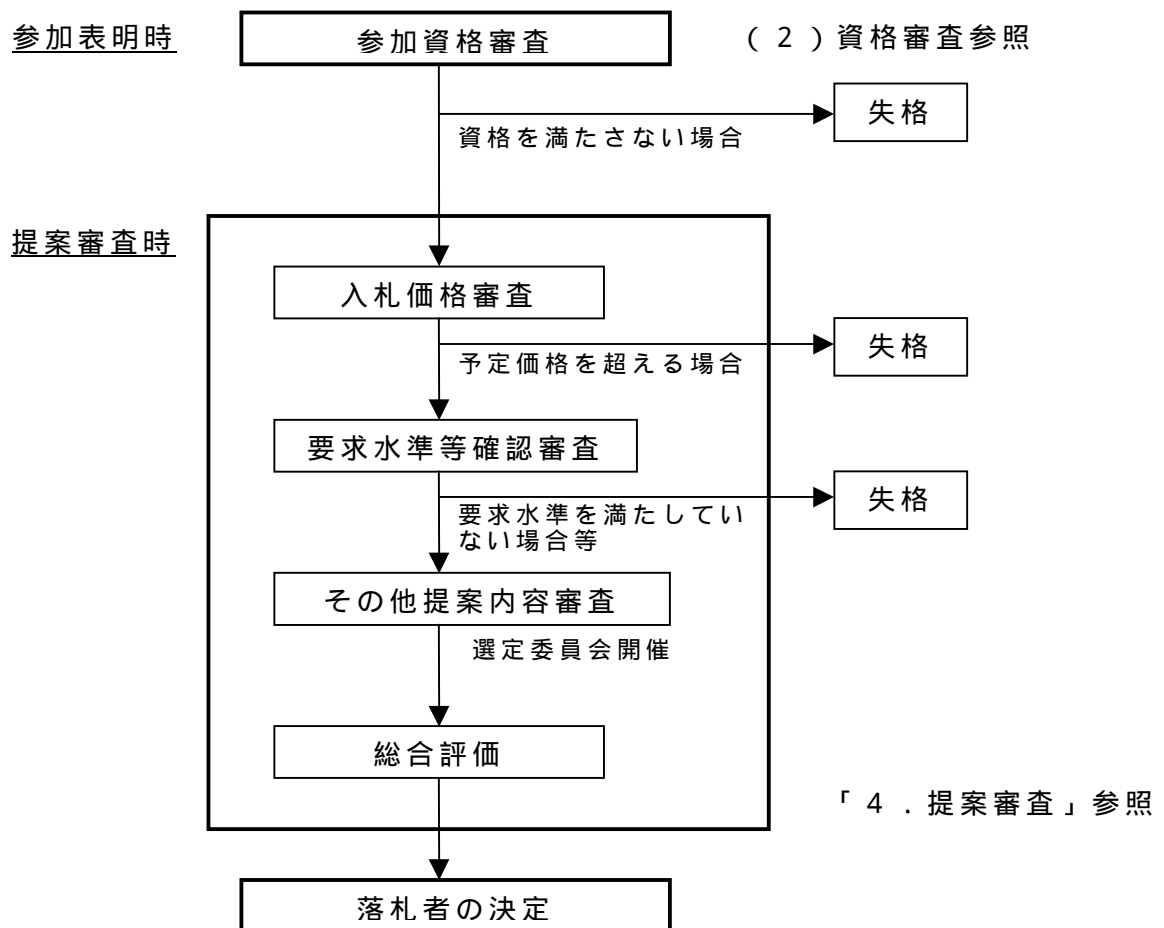 参加表明時
参加資格審査
（２）資格審査参照
失格
資格を満たさない場合
提案審査時
入札価格審査
失格
予定価格を超える場合
要求水準等確認審査
失格
要求水準を満たしてい
ない場合等
その他提案内容審査
選定委員会開催
総合評価
「４．提案審査」参照
落札者の決定